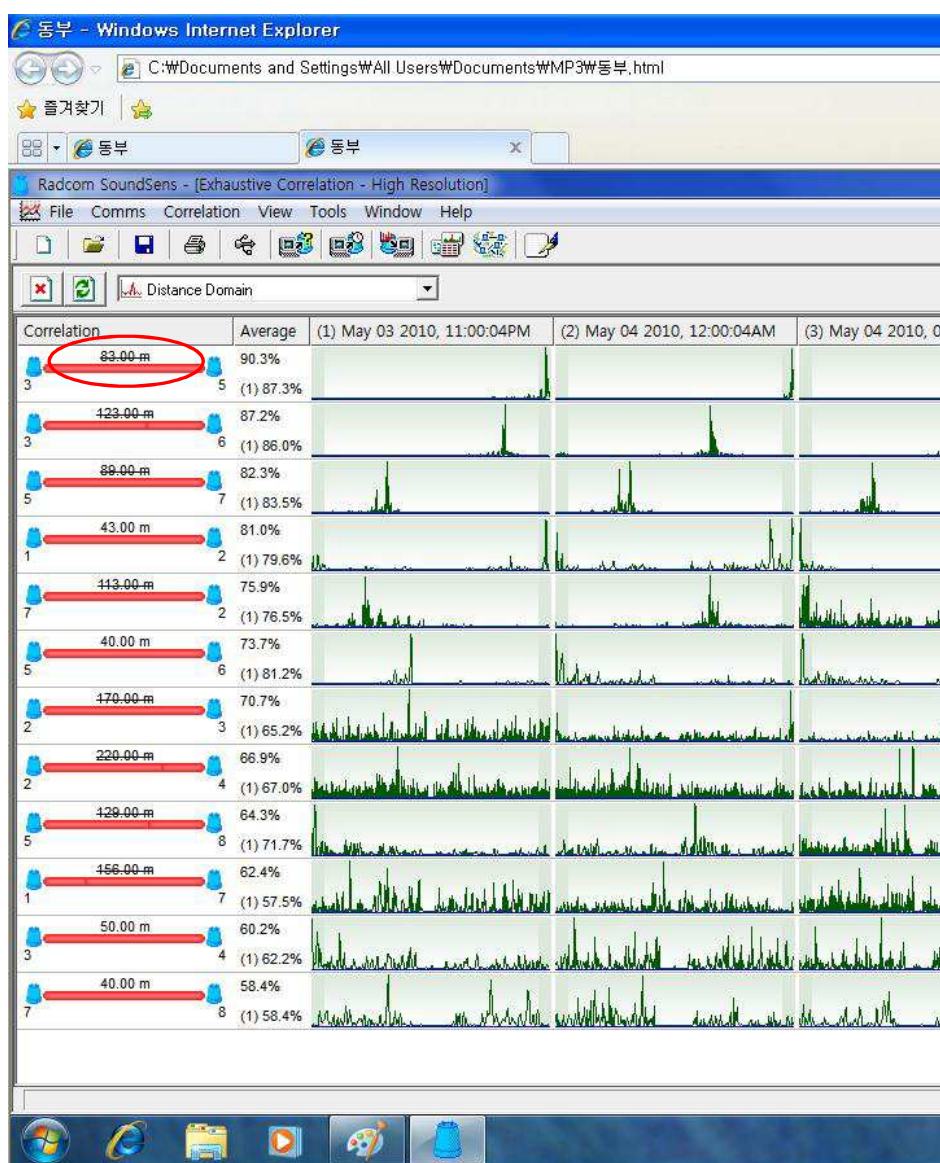 동부 - Windows Internet Explorer
C:₩Documents and Settings₩All Users₩Documents₩MP3₩동부.html
즐겨찾기
동부 동부 x
Radcom SoundSens - [Exhaustive Correlation - High Resolution]
File Comms Correlation View Tools Window Help
Distance Domain
Correlation Average (1) May 03 2010, 11:00:04PM (2) May 04 2010, 12:00:04AM (3) May 04 2010, 0
83.00 m 90.3%
3 5 (1) 87.3%
123.00 m 87.2%
3 6 (1) 86.0%
89.00 m 82.3%
5 7 (1) 83.5%
43.00 m 81.0%
1 2 (1) 79.6%
113.00 m 75.9%
7 2 (1) 76.5%
40.00 m 73.7%
5 6 (1) 81.2%
170.00 m 70.7%
2 3 (1) 65.2%
220.00 m 66.9%
2 4 (1) 67.0%
129.00 m 64.3%
5 8 (1) 71.7%
156.00 m 62.4%
1 7 (1) 57.5%
50.00 m 60.2%
3 4 (1) 62.2%
40.00 m 58.4%
7 8 (1) 58.4%